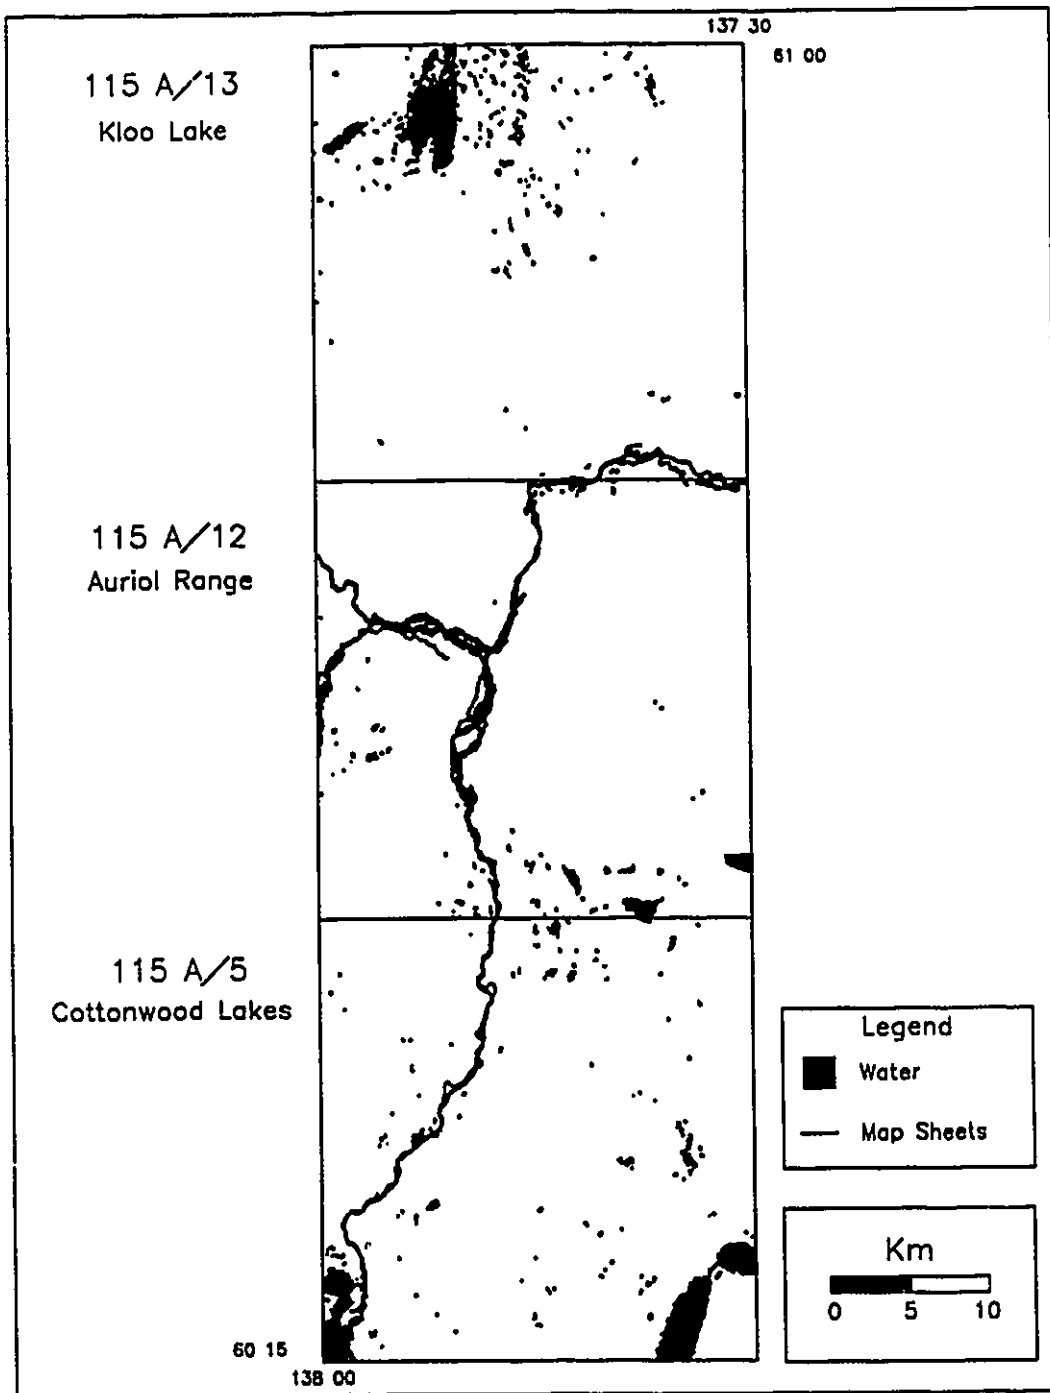 137 30
61 00
115 A/13
Kloo Lake
115 A/12
Auriol Range
115 A/5
Cottonwood Lakes
Legend
Water
Map Sheets
Km
0 5 10
60 15
138 00